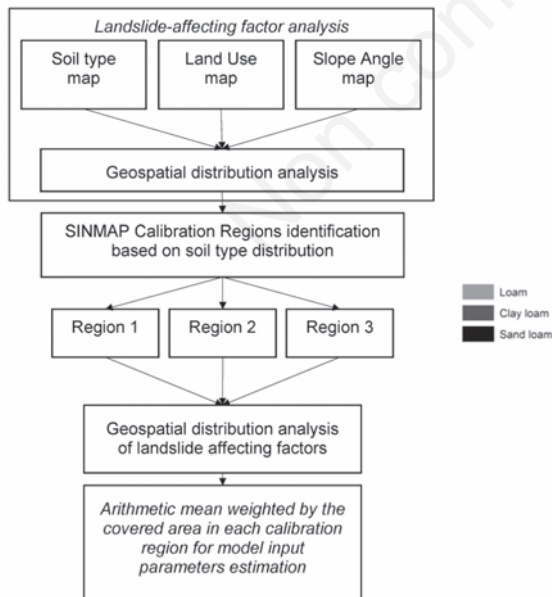 Landslide-affecting factor analysis
Soil type
map
Land Use
map
Slope Angle
map
Geospatial distribution analysis
SINMAP Calibration Regions identification
based on soil type distribution
Region 1
Region 2
Region 3
Loam
Clay loam
Sand loam
Geospatial distribution analysis
of landslide affecting factors
Arithmetic mean weighted by the
covered area in each calibration
region for model input
parameters estimation
Non com